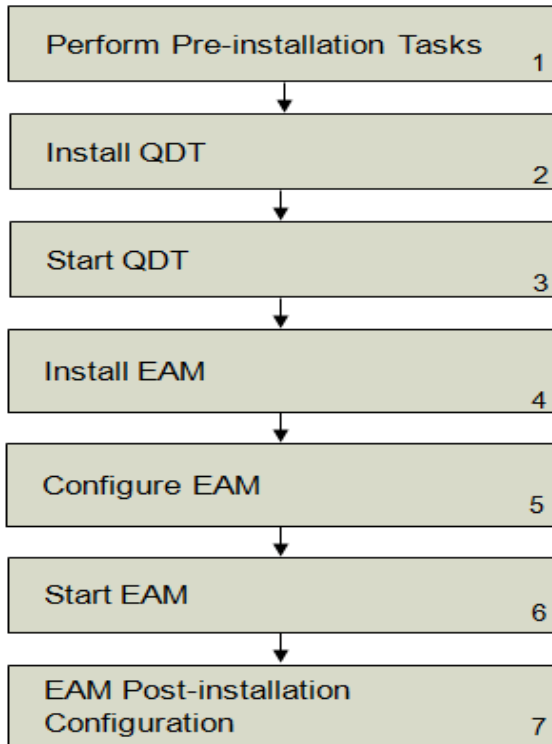 Perform Pre-installation Tasks
1
Install QDT
2
Start QDT
3
Install EAM
4
Configure EAM
5
Start EAM
6
EAM Post-installation
Configuration
7